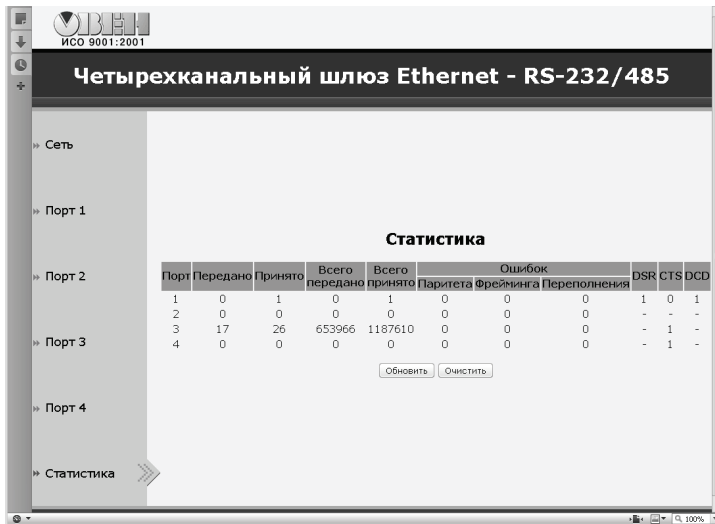 ОВЕН
ИСО 9001:2001
Четырехканальный шлюз Ethernet - RS-232/485
Сеть
Порт 1
Порт 2
Порт 3
Порт 4
Статистика
Статистика
Порт Передано Принято Всего передано Всего принято Ошибок DSR CTS DCD
Паритета Фрейминга Переполнения
1 0 1 0 1 0 0 0 1 0 1
2 0 0 0 0 0 0 0 - - -
3 17 26 653966 1187610 0 0 0 - 1 -
4 0 0 0 0 0 0 0 - 1 -
Обновить Очистить
100%